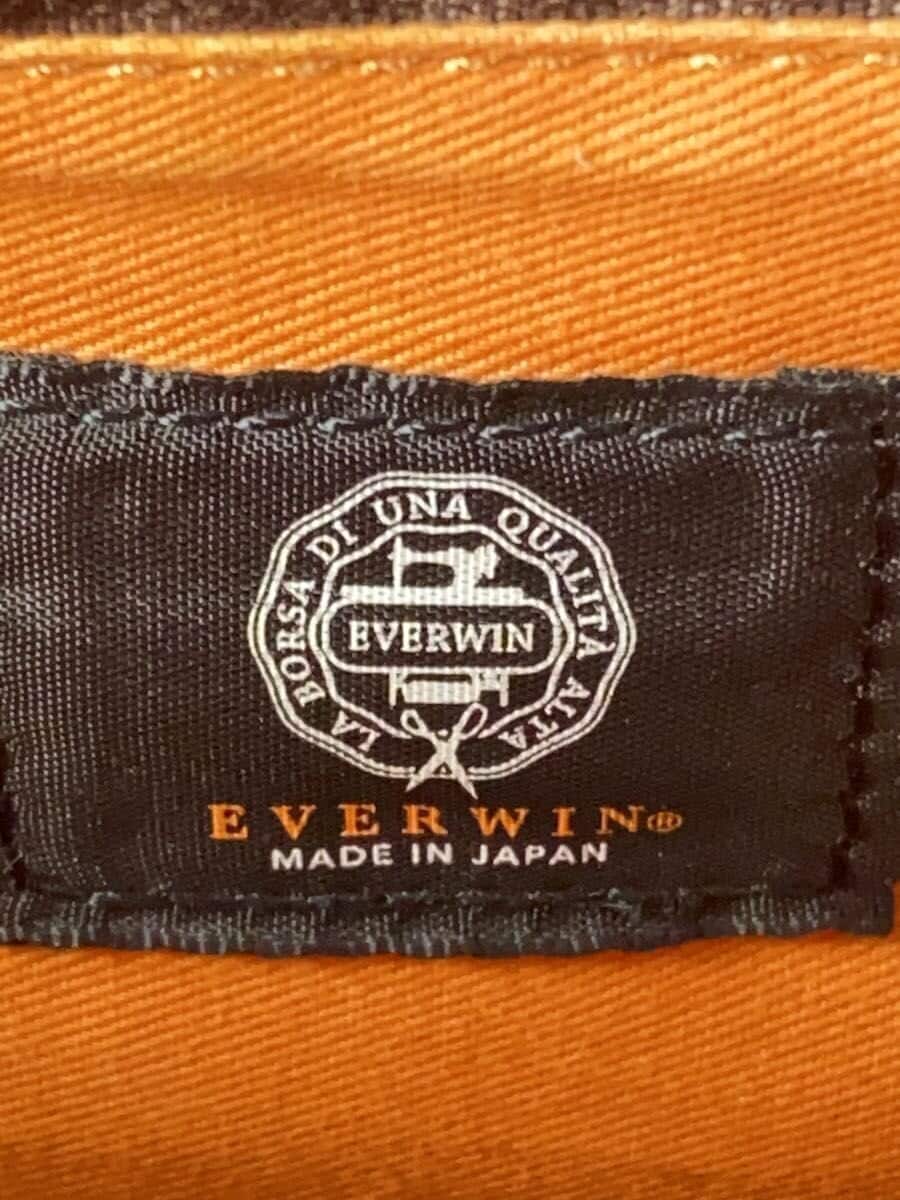 LA BORSA DI UNA QUALITÀ ALTA
EVERWIN
EVERWIN®
MADE IN JAPAN